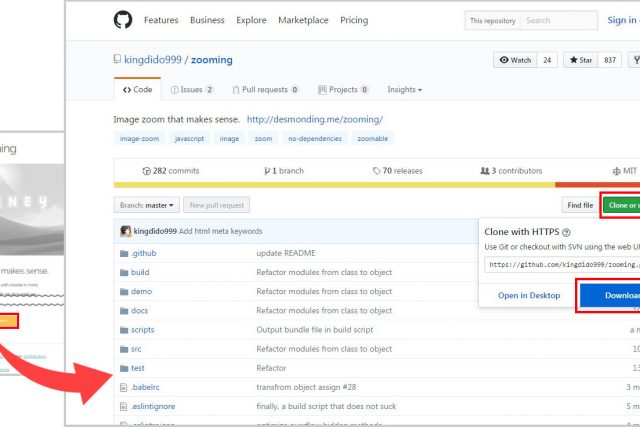 Features Business Explore Marketplace Pricing
This repository Search
Sign in
kingdido999 / zooming
Watch 24 Star 837
Code Issues 2 Pull requests 0 Projects 0 Insights
Image zoom that makes sense. http://desmonding.me/zooming/
image-zoom javascript image zoom no-dependencies zoomable
282 commits 1 branch 70 releases 3 contributors MIT
Branch: master New pull request Find file Clone or
kingdido999 Add html meta keywords
Clone with HTTPS
Use Git or checkout with SVN using the web
https://github.com/kingdido999/zooming.
Open in Desktop Download
.github update README
build Refactor modules from class to object
demo Refactor modules from class to object
docs Refactor modules from class to object
scripts Output bundle file in build script
src Refactor modules from class to object
test Refactor
.babelrc transfrom object assign #28
.eslintignore finally, a build script that does not suck
makes sense.